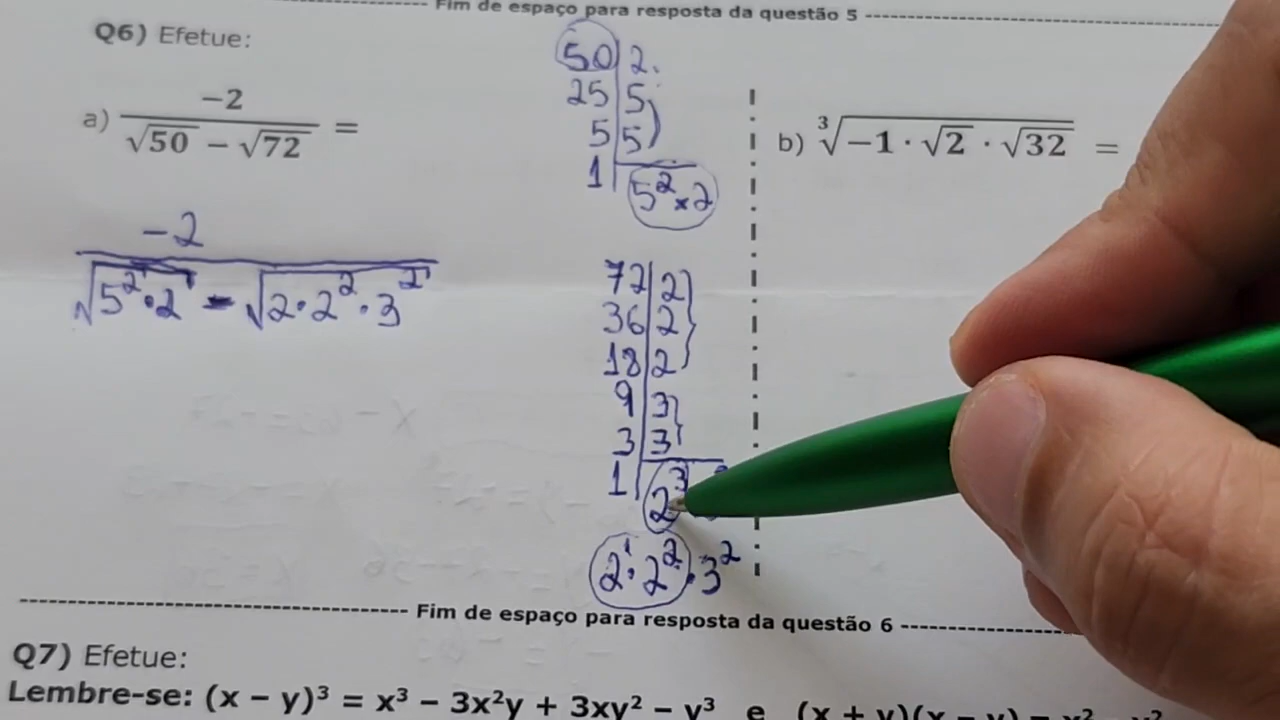 Fim de espaço para resposta da questão 5
Q6) Efetue:
a) −2 / √50 − √72 =
−2
√5²·2 - √2·2²·3²
50 | 2
25 | 5
5 | 5
1
5² × 2
72 | 2
36 | 2
18 | 2
9 | 3
3 | 3
1
2³
2¹·2²·3²
b) ³√−1 · √2 · √32 =
Fim de espaço para resposta da questão 6
Q7) Efetue:
Lembre-se: (x − y)³ = x³ − 3x²y + 3xy² − y³ e (x + y)(x − y) = x² − y²